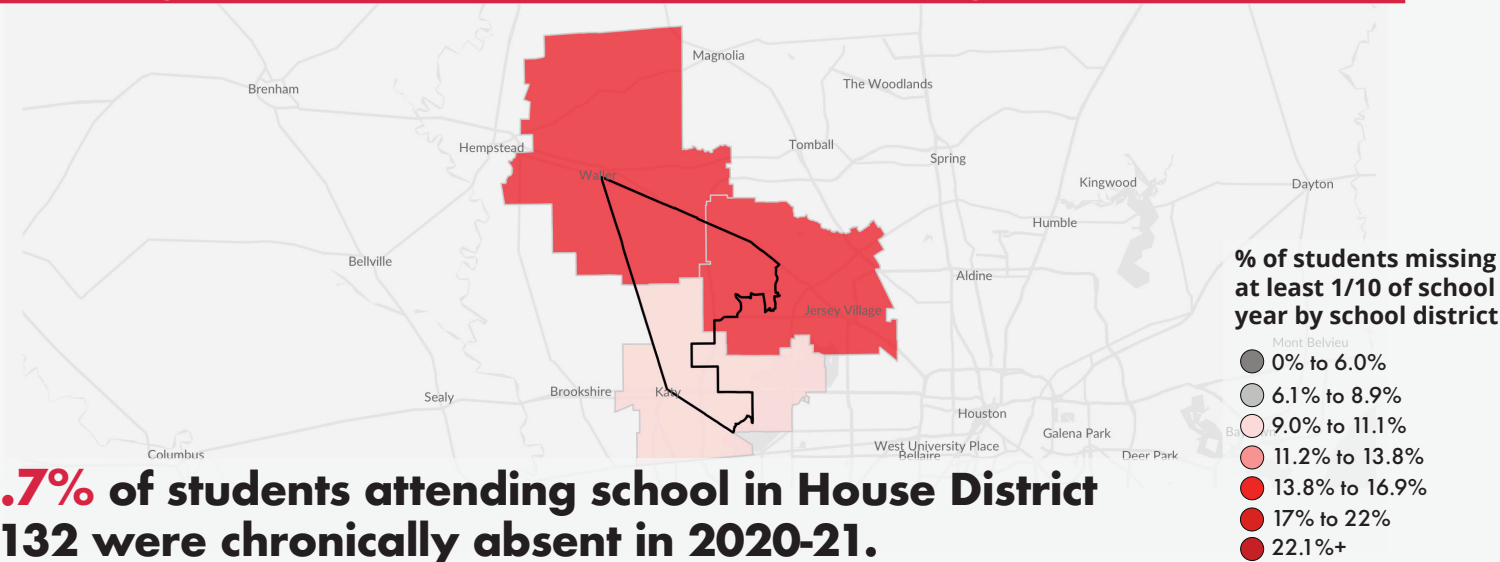 Magnolia
Brenham
The Woodlands
Hempstead
Tomball
Spring
Waller
Kingwood
Dayton
Humble
Bellville
Aldine
% of students missing
at least 1/10 of school
year by school district
Jersey Village
Mont Belvieu
0% to 6.0%
6.1% to 8.9%
Sealy
Brookshire
Katy
Houston
9.0% to 11.1%
Galena Park
West University Place
Bellaire
Columbus
Deer Park
11.2% to 13.8%
13.8% to 16.9%
17% to 22%
22.1%+
.7% of students attending school in House District
132 were chronically absent in 2020-21.